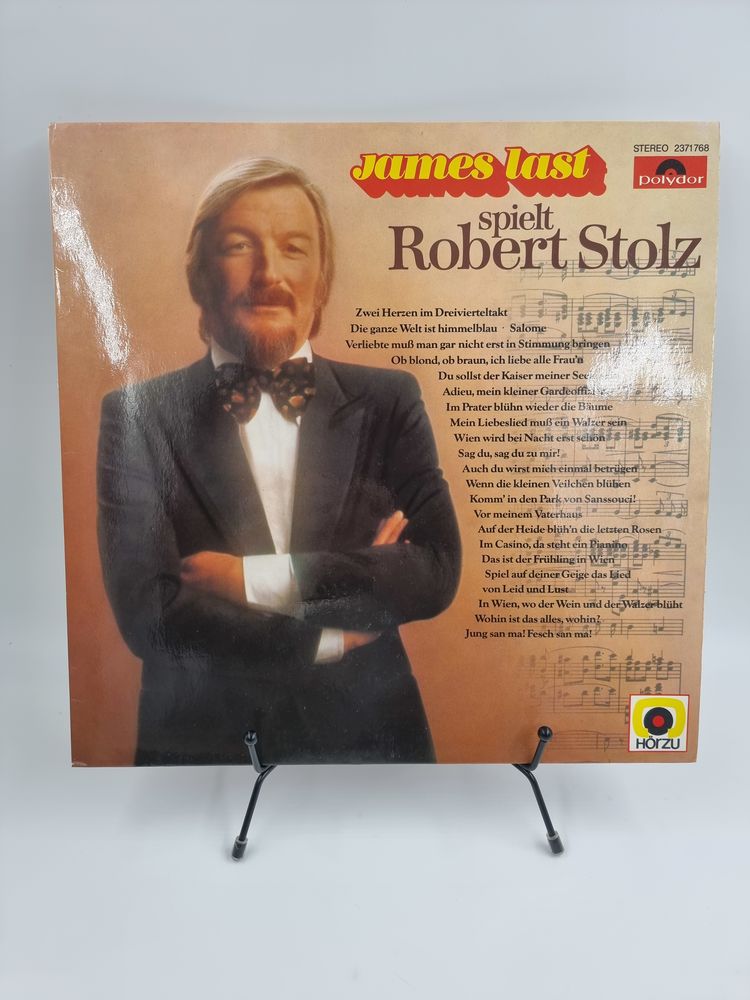 James last
STEREO 2371768
Polydor
spielt
Robert Stolz
Zwei Herzen im Dreivierteltakt
Die ganze Welt ist himmelblau · Salome
Verliebte muß man gar nicht erst in Stimmung bringen
Ob blond, ob braun, ich liebe alle Frau'n
Du sollst der Kaiser meiner
Adieu, mein kleiner
Im Prater blühn wieder die Bäume
Mein Liebeslied muß ein Walzer sein
Wien wird bei Nacht erst schön
Sag du, sag du zu mir!
Auch du wirst mich einmal betrügen
Wenn die kleinen Veilchen blühen
Komm' in den Park von Sanssouci!
Vor meinem Vaterhaus
Auf der Heide blüh'n die letzten Rosen
Im Casino, da steht ein Pianino
Das ist der Frühling in Wien
Spiel auf deiner Geige das Lied
von Leid und Lust
In Wien, wo der Wein und der Walzer blüht
Wohin ist das alles, wohin?
Jung san ma! Fesch san ma!
HÖRZU